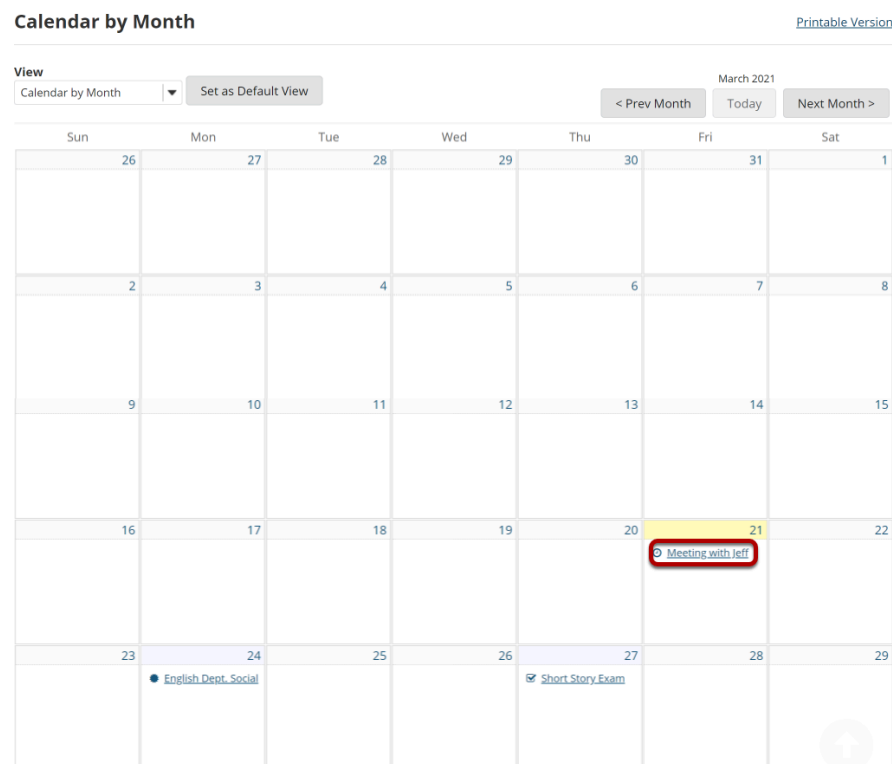 Calendar by Month
Printable Version
View
Calendar by Month
Set as Default View
March 2021
< Prev Month
Today
Next Month >
Sun Mon Tue Wed Thu Fri Sat
26 27 28 29 30 31 1
2 3 4 5 6 7 8
9 10 11 12 13 14 15
16 17 18 19 20 21 22
Meeting with Jeff
23 24 25 26 27 28 29
English Dept. Social
Short Story Exam